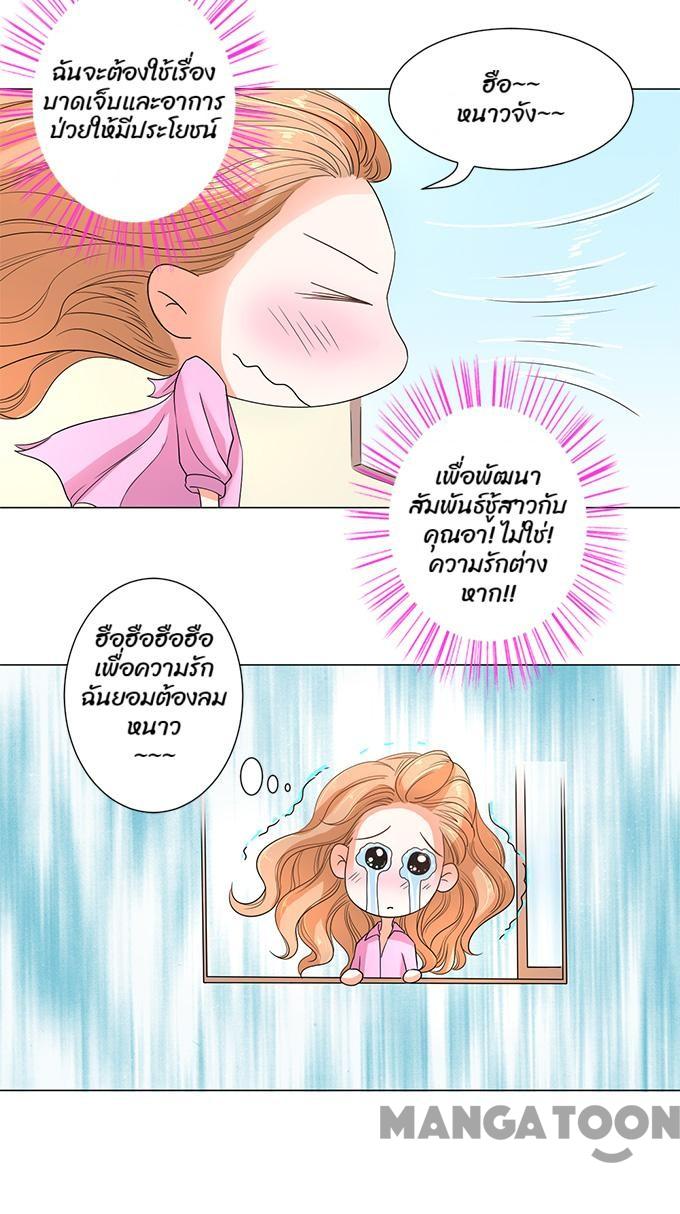 ฉันจะต้องใช้เรื่อง
บาดเจ็บและอาการ
ป่วยให้มีประโยชน์
ฮือ~~
หนาวจัง~~
เพื่อพัฒนา
สัมพันธ์ชู้สาวกับ
คุณอา! ไม่ใช่!
ความรักต่าง
หาก!!
ฮือฮือฮือฮือ
เพื่อความรัก
ฉันยอมต้องลม
หนาว
~~~
MANGATOON